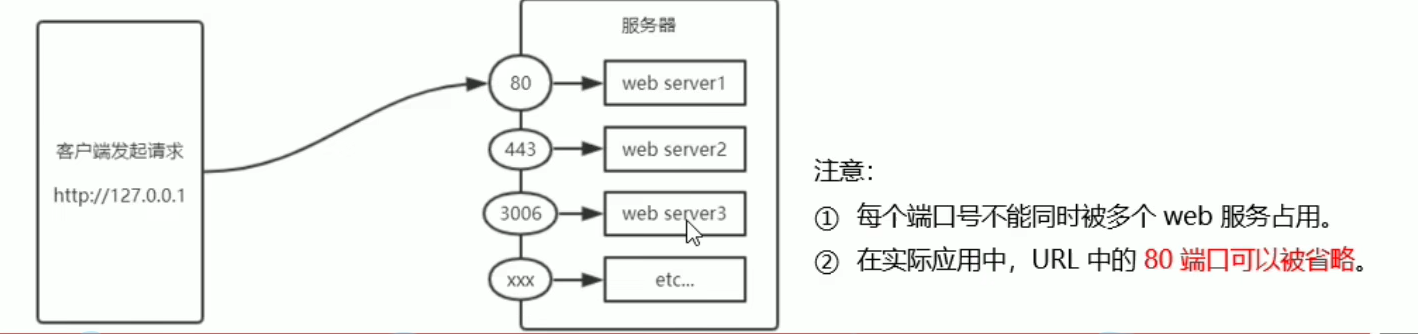 客户端发起请求
http://127.0.0.1
服务器
80
web server1
443
web server2
3006
web server3
xxx
etc...
注意：
① 每个端口号不能同时被多个 web 服务占用。
② 在实际应用中，URL 中的 80 端口可以被省略。